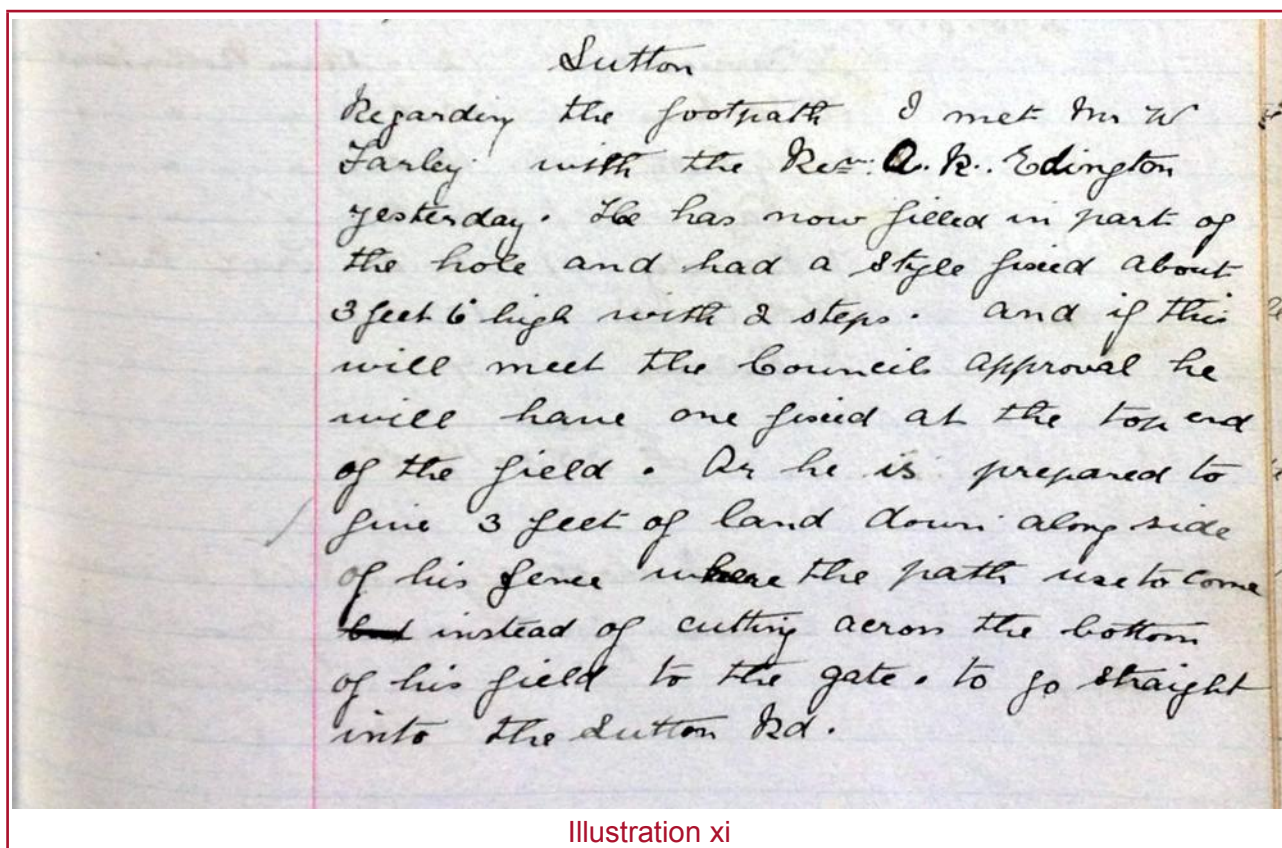 Sutton
Regarding the footpath I met Mr W
Farley with the Rev. A. R. Edington
yesterday. He has now filled in part of
the hole and had a style fixed about
3 feet 6" high with 2 steps. and if this
will meet the Councils approval he
will have one fixed at the top end
of the field. As he is prepared to
give 3 feet of land down along side
of his fence where the path use to come
but instead of cutting across the bottom
of his field to the gate. to go straight
into the Sutton Rd.
Illustration xi